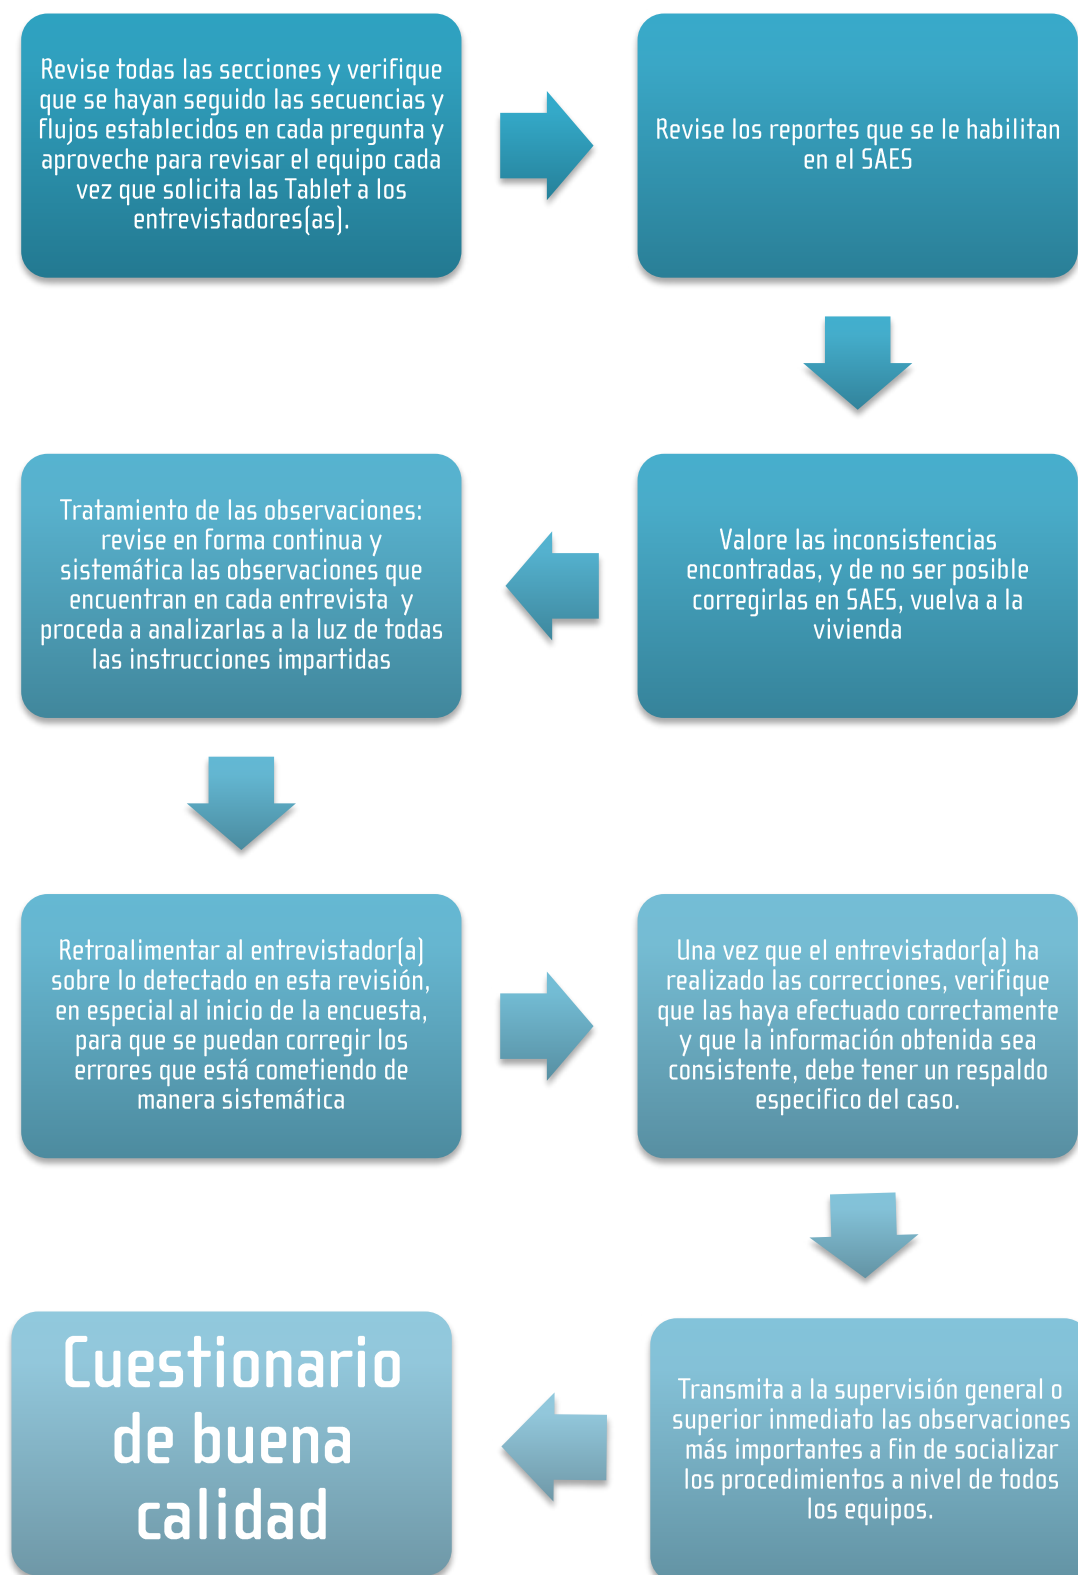 Revise todas las secciones y verifique
que se hayan seguido las secuencias y
flujos establecidos en cada pregunta y
aproveche para revisar el equipo cada
vez que solicita las Tablet a los
entrevistadores(as).
Revise los reportes que se le habilitan
en el SAES
Valore las inconsistencias
encontradas, y de no ser posible
corregirlas en SAES, vuelva a la
vivienda
Tratamiento de las observaciones:
revise en forma continua y
sistemática las observaciones que
encuentran en cada entrevista y
proceda a analizarlas a la luz de todas
las instrucciones impartidas
Retroalimentar al entrevistador(a)
sobre lo detectado en esta revisión,
en especial al inicio de la encuesta,
para que se puedan corregir los
errores que está cometiendo de
manera sistemática
Una vez que el entrevistador(a) ha
realizado las correcciones, verifique
que las haya efectuado correctamente
y que la información obtenida sea
consistente, debe tener un respaldo
especifico del caso.
Transmita a la supervisión general o
superior inmediato las observaciones
más importantes a fin de socializar
los procedimientos a nivel de todos
los equipos.
Cuestionario
de buena
calidad